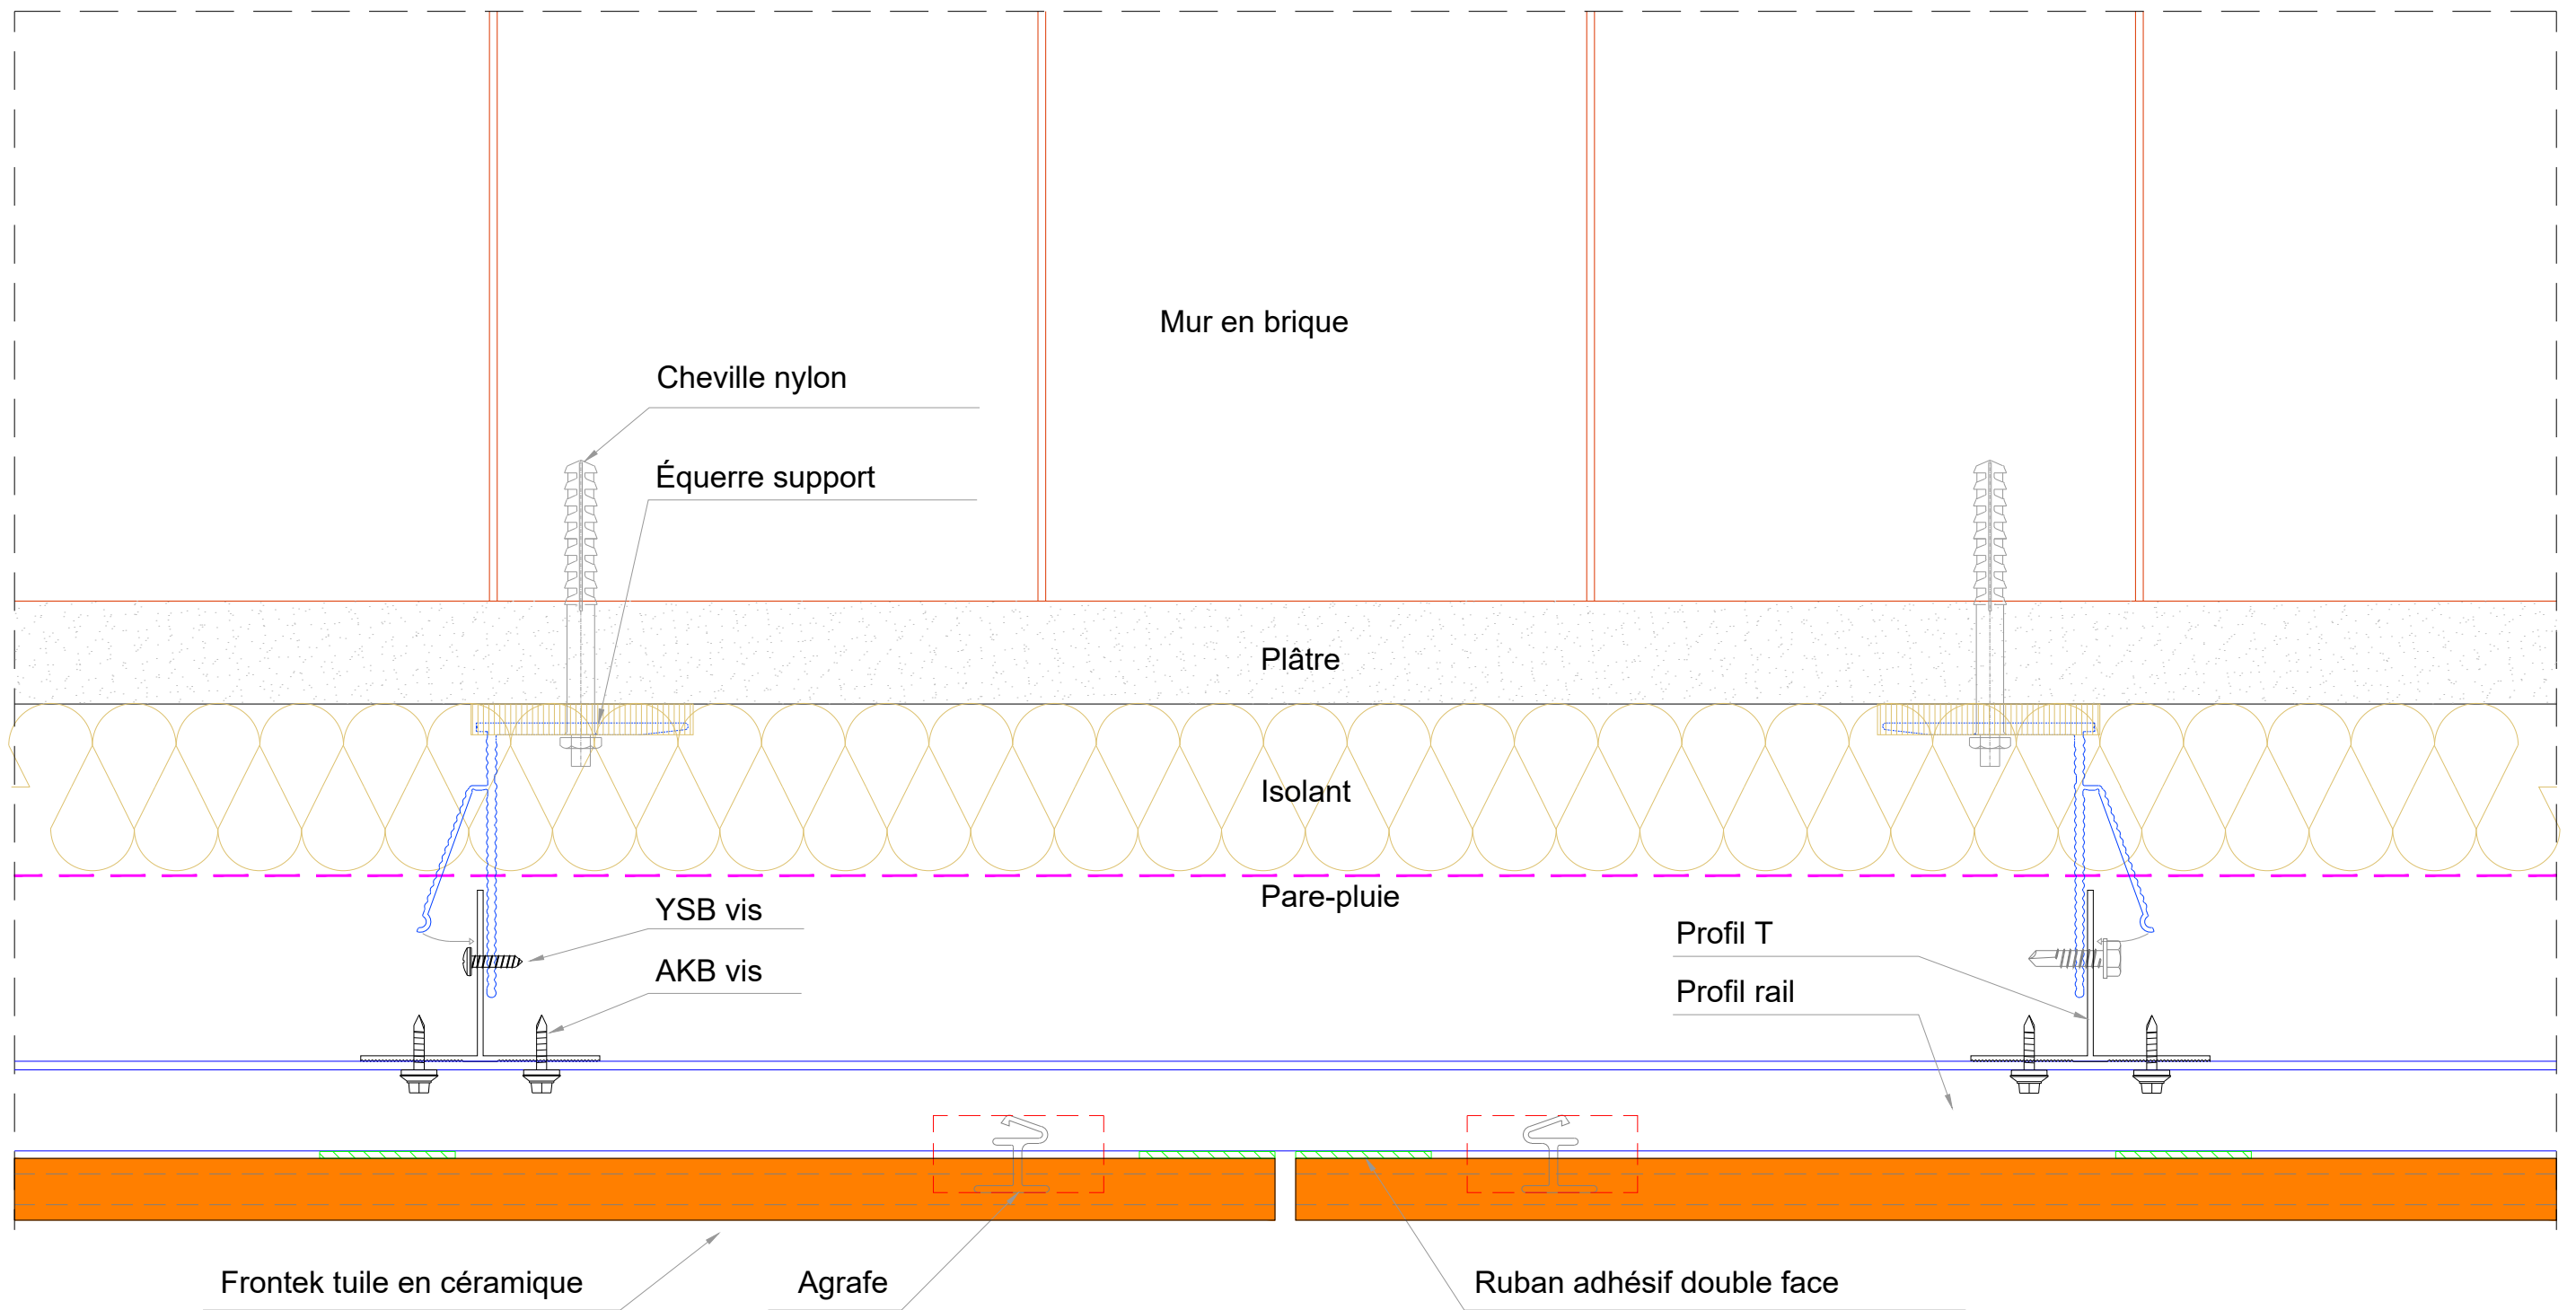 Mur en brique
Cheville nylon
Équerre support
Plâtre
Isolant
Pare-pluie
YSB vis
Profil T
AKB vis
Profil rail
Frontek tuile en céramique
Agrafe
Ruban adhésif double face